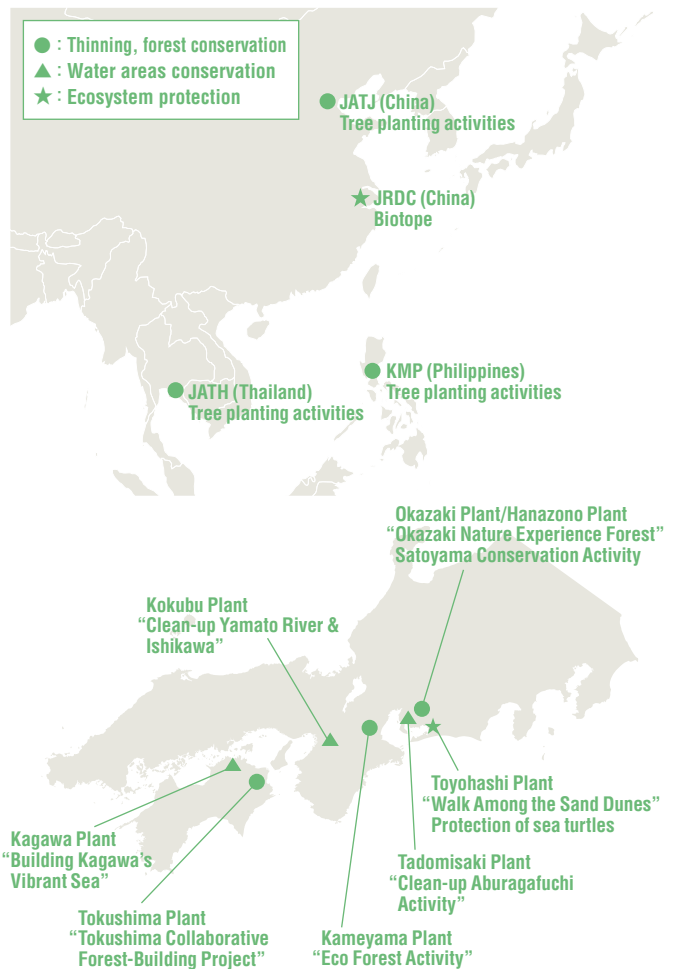 ● : Thinning, forest conservation
▲ : Water areas conservation
★ : Ecosystem protection
JATJ (China)
Tree planting activities
JRDC (China)
Biotope
KMP (Philippines)
Tree planting activities
JATH (Thailand)
Tree planting activities
Okazaki Plant/Hanazono Plant
“Okazaki Nature Experience Forest”
Satoyama Conservation Activity
Kokubu Plant
“Clean-up Yamato River &
Ishikawa”
Toyohashi Plant
“Walk Among the Sand Dunes”
Protection of sea turtles
Kagawa Plant
“Building Kagawa’s
Vibrant Sea”
Tadomisaki Plant
“Clean-up Aburagafuchi
Activity”
Tokushima Plant
“Tokushima Collaborative
Forest-Building Project”
Kameyama Plant
“Eco Forest Activity”